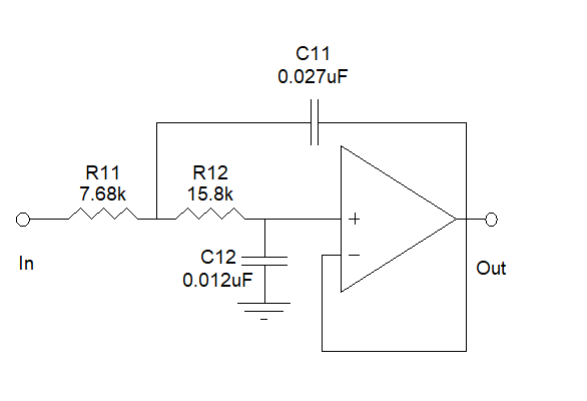 C11
0.027uF
R11
7.68k
R12
15.8k
+
In
C12
0.012uF
−
Out